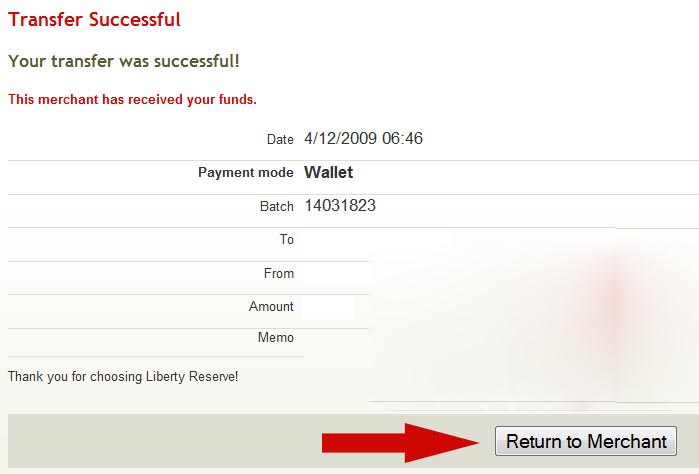 Transfer Successful
Your transfer was successful!
This merchant has received your funds.
Date 4/12/2009 06:46
Payment mode Wallet
Batch 14031823
To
From
Amount
Memo
Thank you for choosing Liberty Reserve!
Return to Merchant